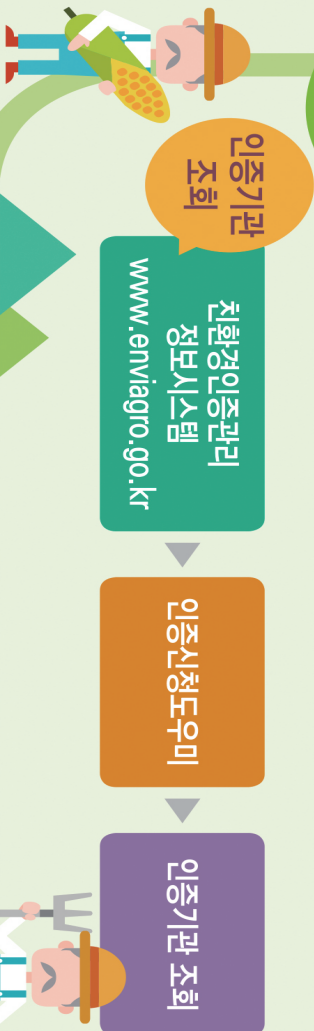 인증기관
조회
친환경인증관리
정보시스템
www.enviagro.go.kr
인증신청도우미
인증기관 조회